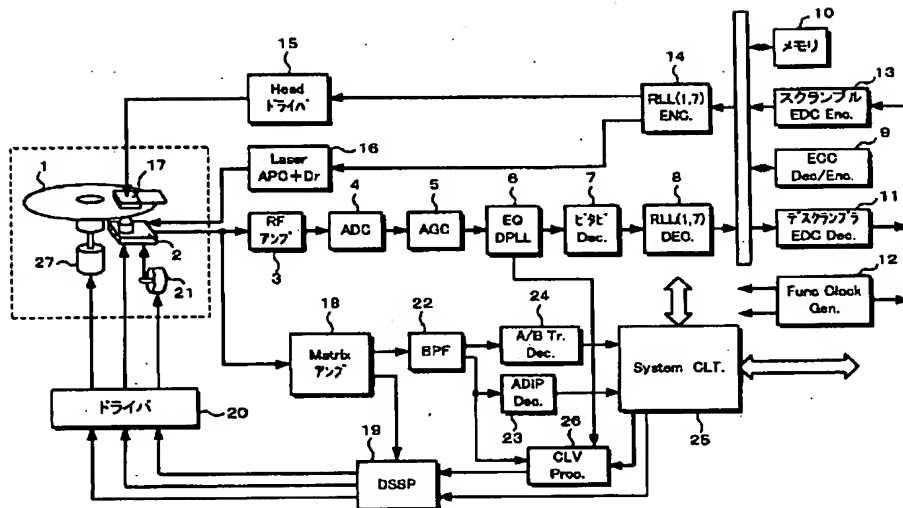 15
Head
ドライバ
14
RLL(1,7)
ENC.
10
メモリ
13
スクランブル
EDC Enc.
9
ECC
Dec/Enc.
16
Laser
APC+Dr
1
17
2
27
21
RF
アンプ
3
4
ADC
5
AGC
6
EQ
DPLL
7
ビタビ
Dec.
8
RLL(1,7)
DEC.
11
デスクランブラ
EDC Dec.
12
Func Clock
Gen.
18
Matrix
アンプ
22
BPF
24
A/B Tr.
Dec.
ADIP
Dec.
23
System CLT.
25
26
CLV
Proc.
19
DSSP
ドライバ
20